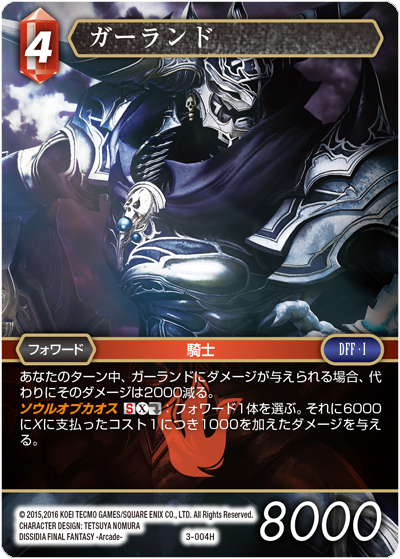 4
ガーランド
フォワード
騎士
DFF・I
あなたのターン中、ガーランドにダメージが与えられる場合、代
わりにそのダメージは2000減る。
ソウルオブカオス S X :フォワード1体を選ぶ。それに6000
にXに支払ったコスト1につき1000を加えたダメージを与え
る。
© 2015,2016 KOEI TECMO GAMES/SQUARE ENIX CO., LTD. All Rights Reserved.
CHARACTER DESIGN: TETSUYA NOMURA
DISSIDIA FINAL FANTASY -Arcade-
3-004H
8000